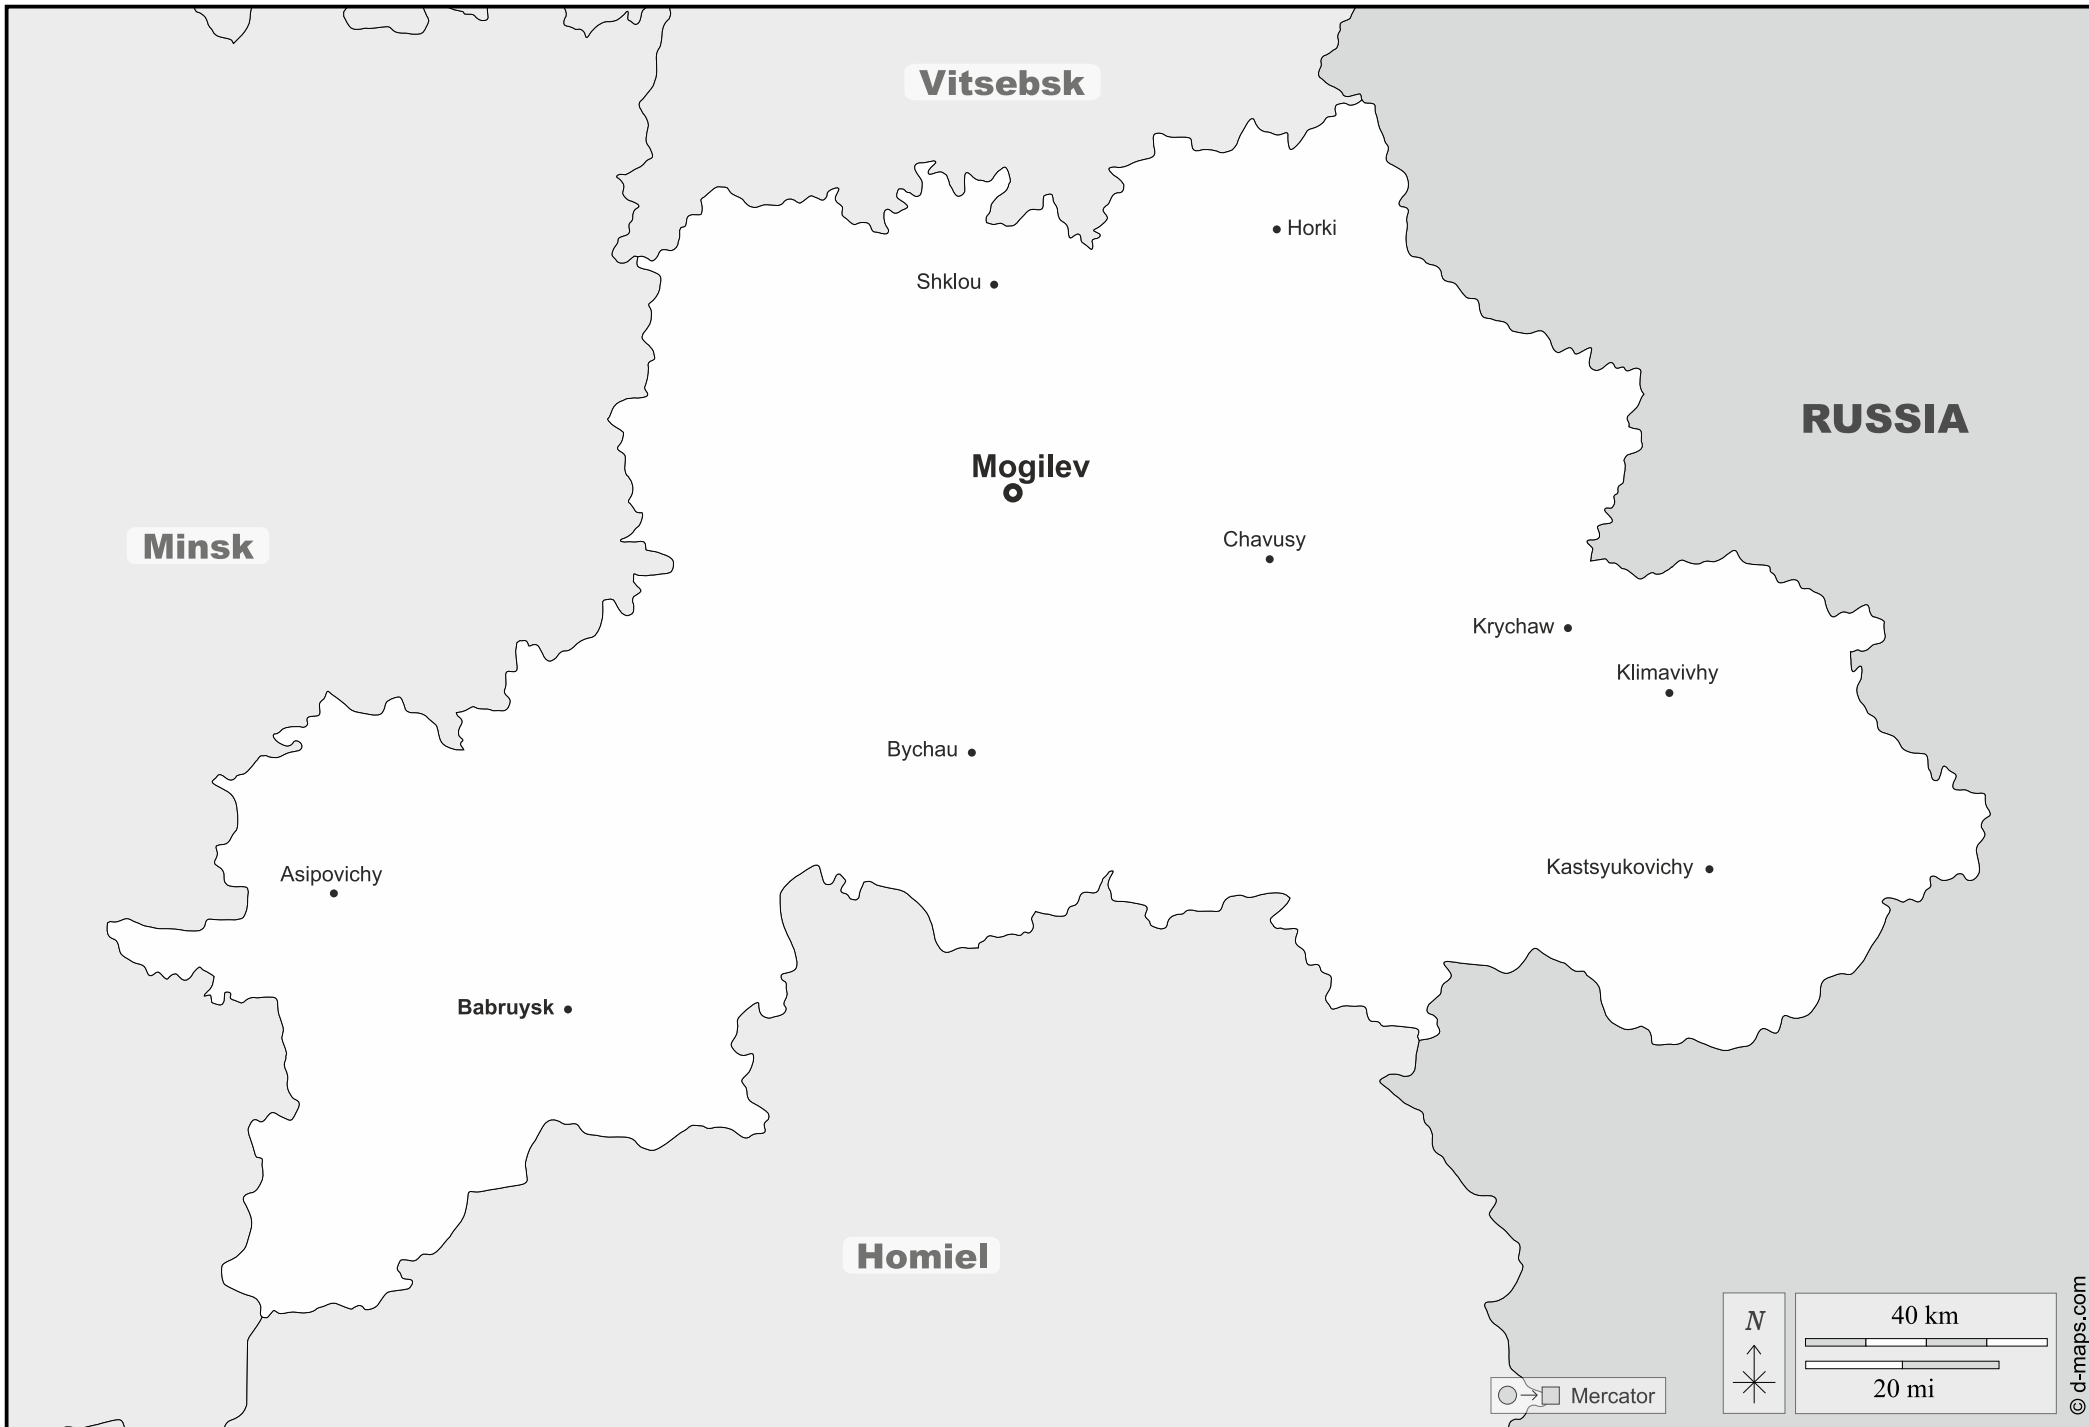 Vitsebsk
Horki
Shklou
RUSSIA
Mogilev
Minsk
Chavusy
Krychaw
Klimavivhy
Bychau
Kastsyukovichy
Asipovichy
Babruysk
Homiel
N
40 km
20 mi
Mercator
© d-maps.com